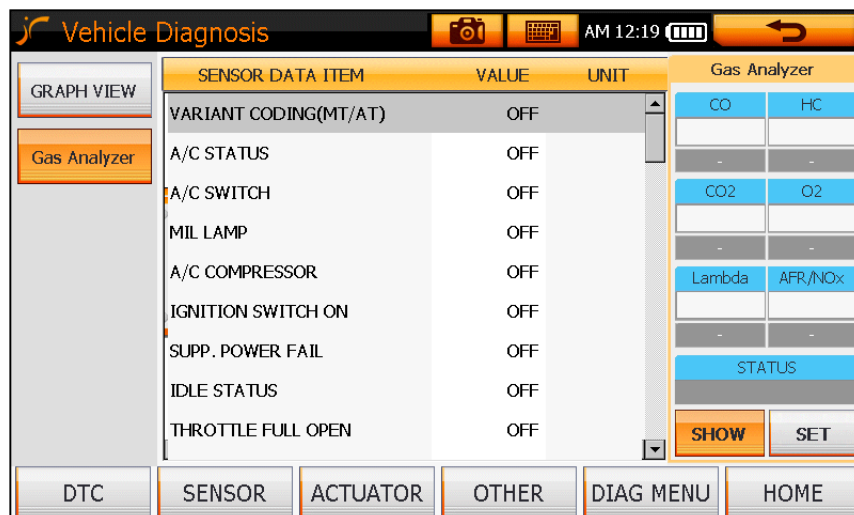 Vehicle Diagnosis AM 12:19
GRAPH VIEW
Gas Analyzer
SENSOR DATA ITEM VALUE UNIT
VARIANT CODING(MT/AT) OFF
A/C STATUS OFF
A/C SWITCH OFF
MIL LAMP OFF
A/C COMPRESSOR OFF
IGNITION SWITCH ON OFF
SUPP. POWER FAIL OFF
IDLE STATUS OFF
THROTTLE FULL OPEN OFF
Gas Analyzer
CO HC
- -
CO2 O2
- -
Lambda AFR/NOx
- -
STATUS
SHOW SET
DTC SENSOR ACTUATOR OTHER DIAG MENU HOME